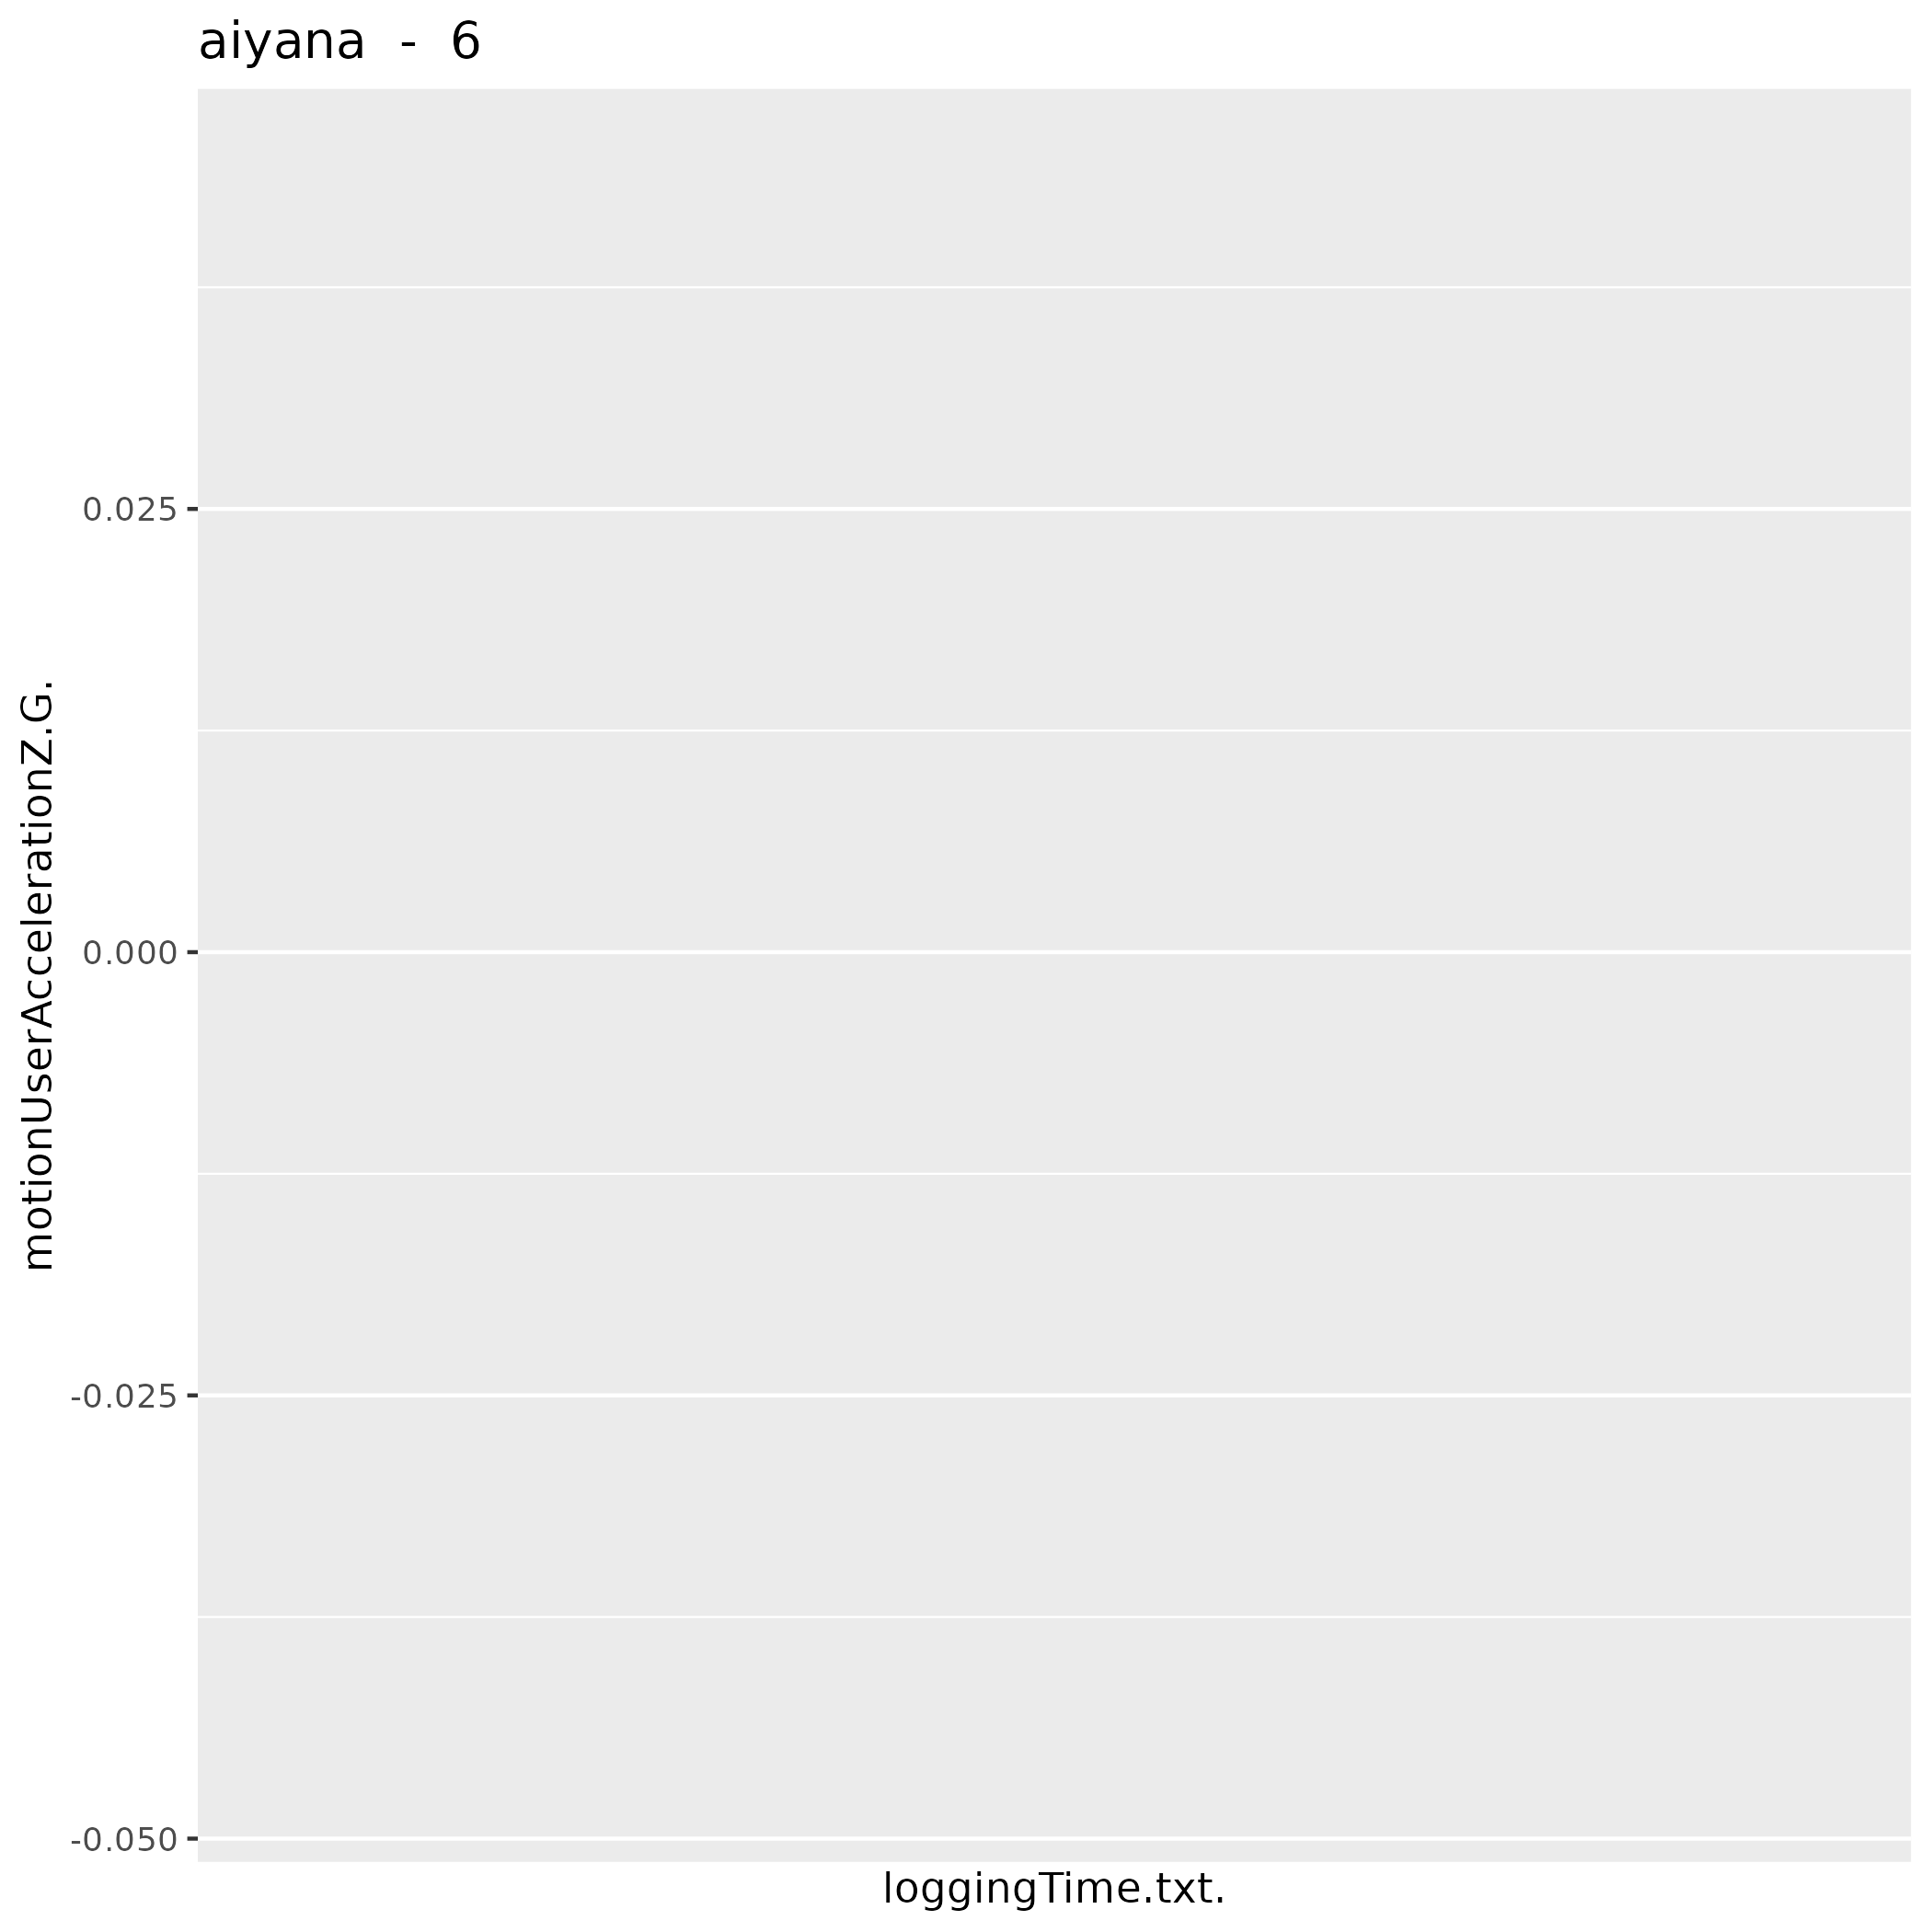 aiyana - 6
motionUserAccelerationZ.G.
0.025
0.000
-0.025
-0.050
loggingTime.txt.